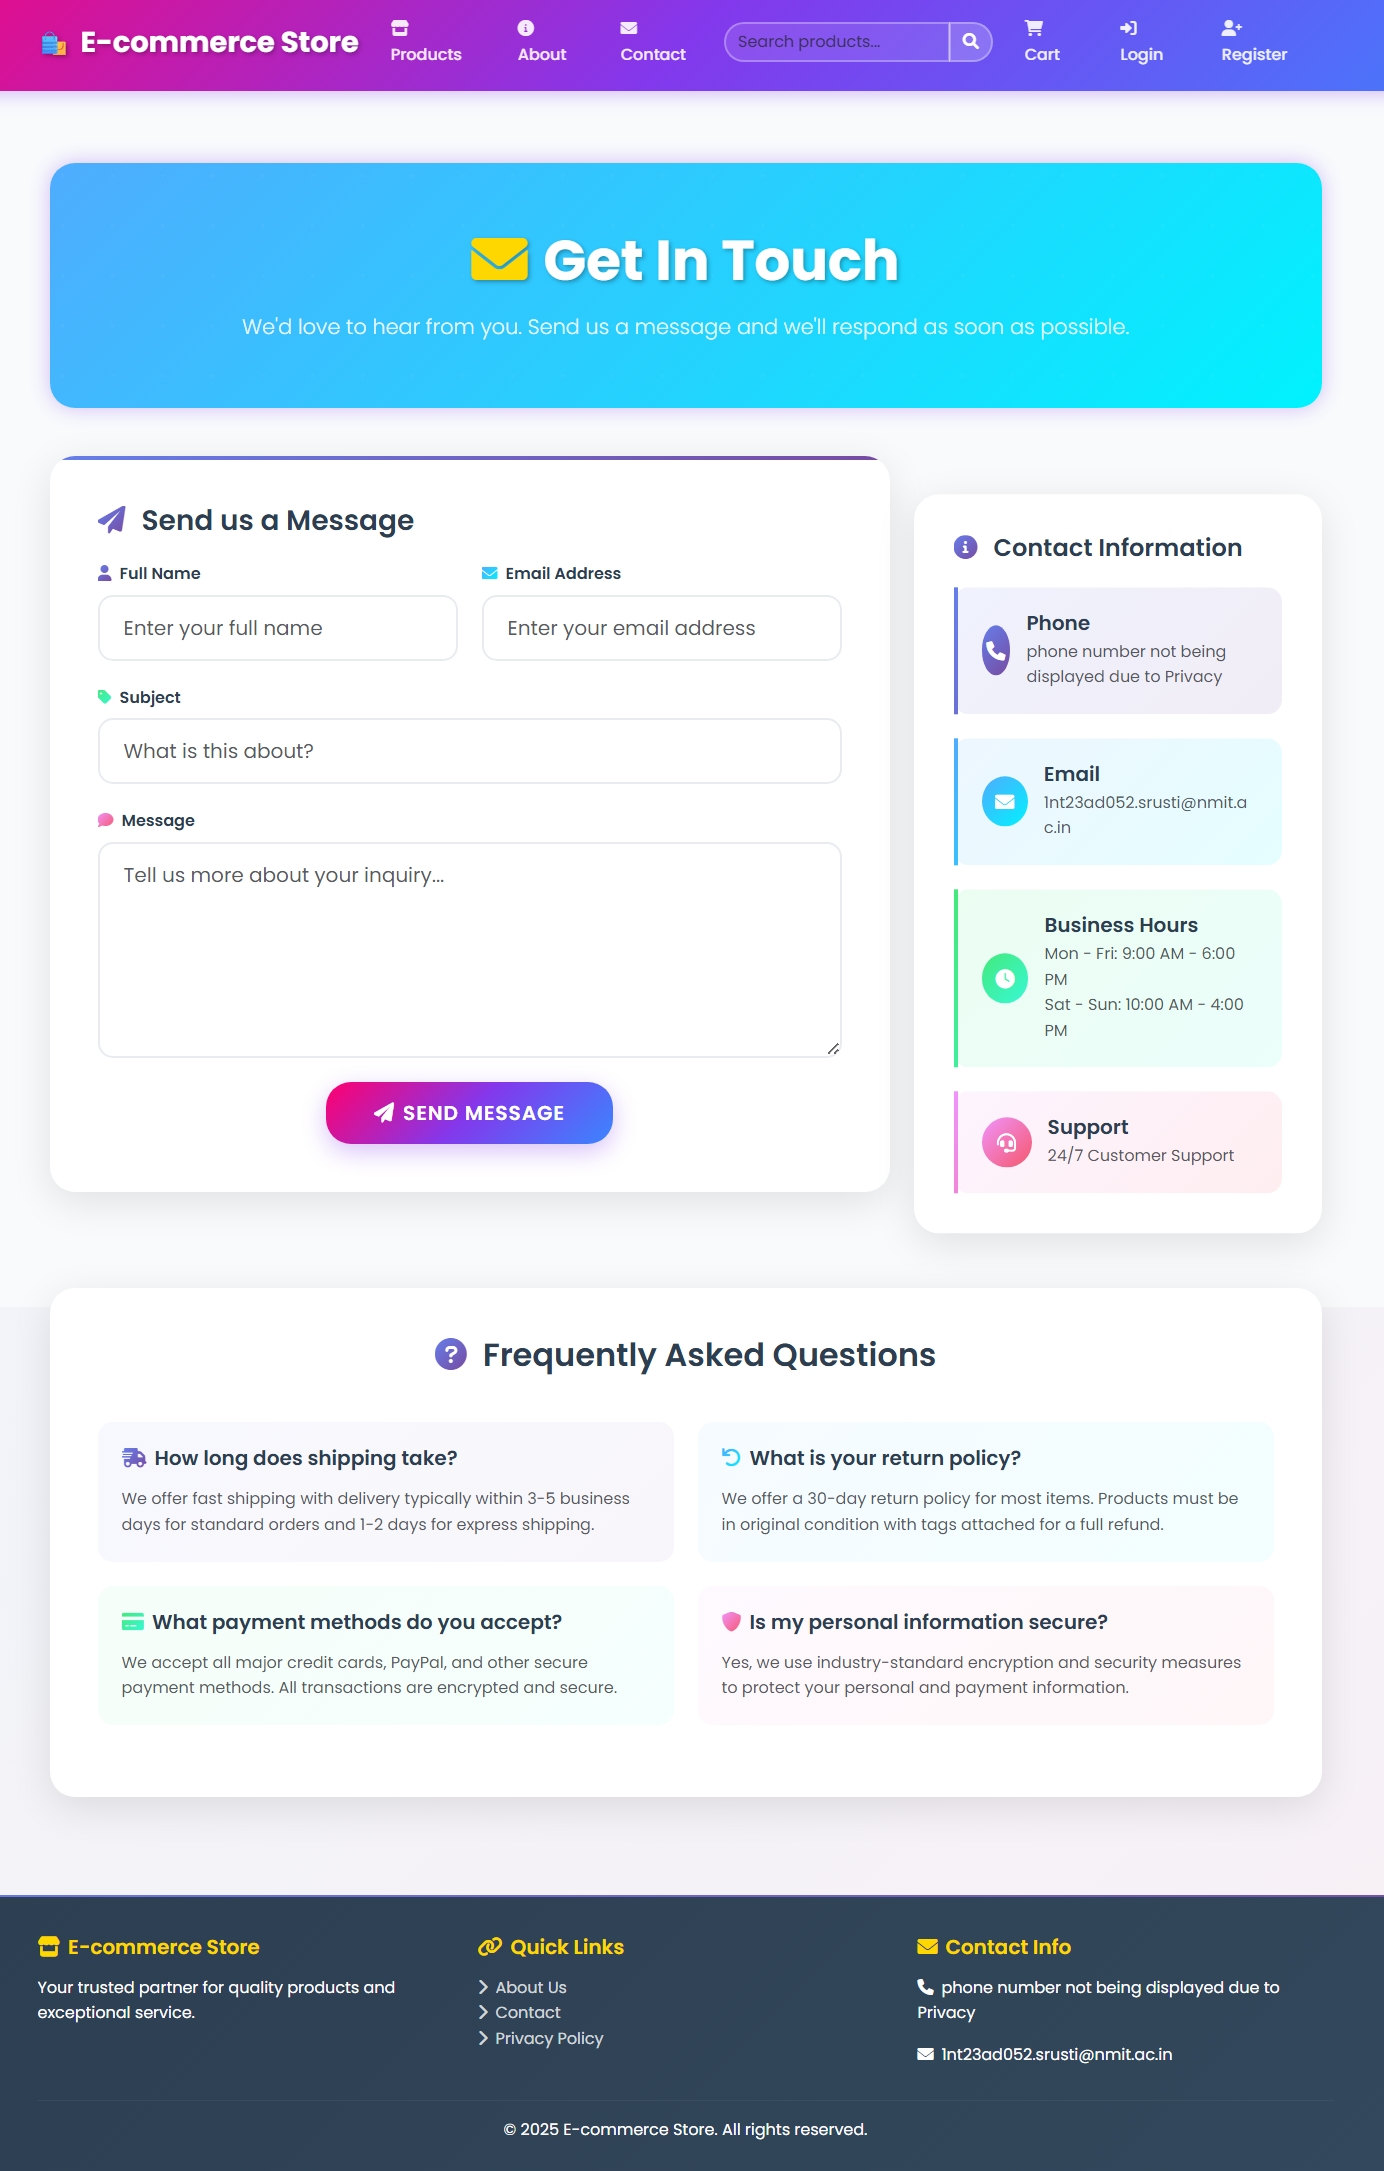 E-commerce Store
Products
About
Contact
Search products...
Cart
Login
Register
Get In Touch
We'd love to hear from you. Send us a message and we'll respond as soon as possible.
Send us a Message
Full Name
Email Address
Enter your full name
Enter your email address
Subject
What is this about?
Message
Tell us more about your inquiry...
SEND MESSAGE
Contact Information
Phone
phone number not being
displayed due to Privacy
Email
1nt23ad052.srusti@nmit.a
c.in
Business Hours
Mon - Fri: 9:00 AM - 6:00
PM
Sat - Sun: 10:00 AM - 4:00
PM
Support
24/7 Customer Support
Frequently Asked Questions
How long does shipping take?
We offer fast shipping with delivery typically within 3-5 business
days for standard orders and 1-2 days for express shipping.
What is your return policy?
We offer a 30-day return policy for most items. Products must be
in original condition with tags attached for a full refund.
What payment methods do you accept?
We accept all major credit cards, PayPal, and other secure
payment methods. All transactions are encrypted and secure.
Is my personal information secure?
Yes, we use industry-standard encryption and security measures
to protect your personal and payment information.
E-commerce Store
Your trusted partner for quality products and
exceptional service.
Quick Links
About Us
Contact
Privacy Policy
Contact Info
phone number not being displayed due to
Privacy
1nt23ad052.srusti@nmit.ac.in
© 2025 E-commerce Store. All rights reserved.